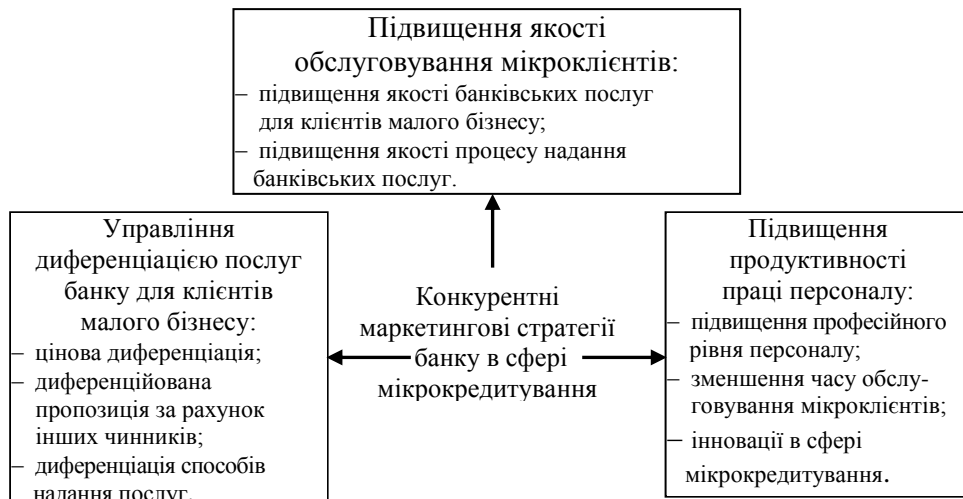 Підвищення якості
обслуговування мікроклієнтів:
– підвищення якості банківських послуг
для клієнтів малого бізнесу;
– підвищення якості процесу надання
банківських послуг.
Управління
диференціацією послуг
банку для клієнтів
малого бізнесу:
– цінова диференціація;
– диференційована
пропозиція за рахунок
інших чинників;
– диференціація способів
надання послуг.
Конкурентні
маркетингові стратегії
банку в сфері
мікрокредитування
Підвищення
продуктивності
праці персоналу:
– підвищення професійного
рівня персоналу;
– зменшення часу обслу-
говування мікроклієнтів;
– інновації в сфері
мікрокредитування.